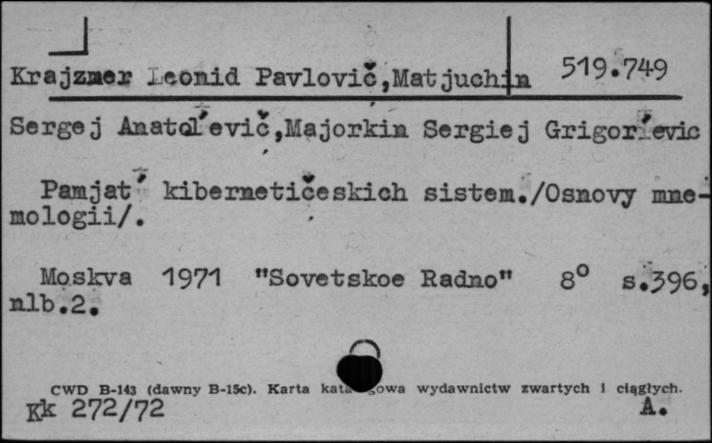 Krajzmer Leonid Pavlovič,Matjuchin 519.749
Sergej Anatol'evič,Majorkin Sergiej Grigor'evic
Pamjat' kibernetičeskich sistem./Osnovy mne-
mologii/.
Moskva 1971 "Sovetskoe Radno" 8° s.396,
nlb.2.
CWD B-143 (dawny B-15c). Karta kata gowa wydawnictw zwartych i ciągłych.
Kk 272/72 A.